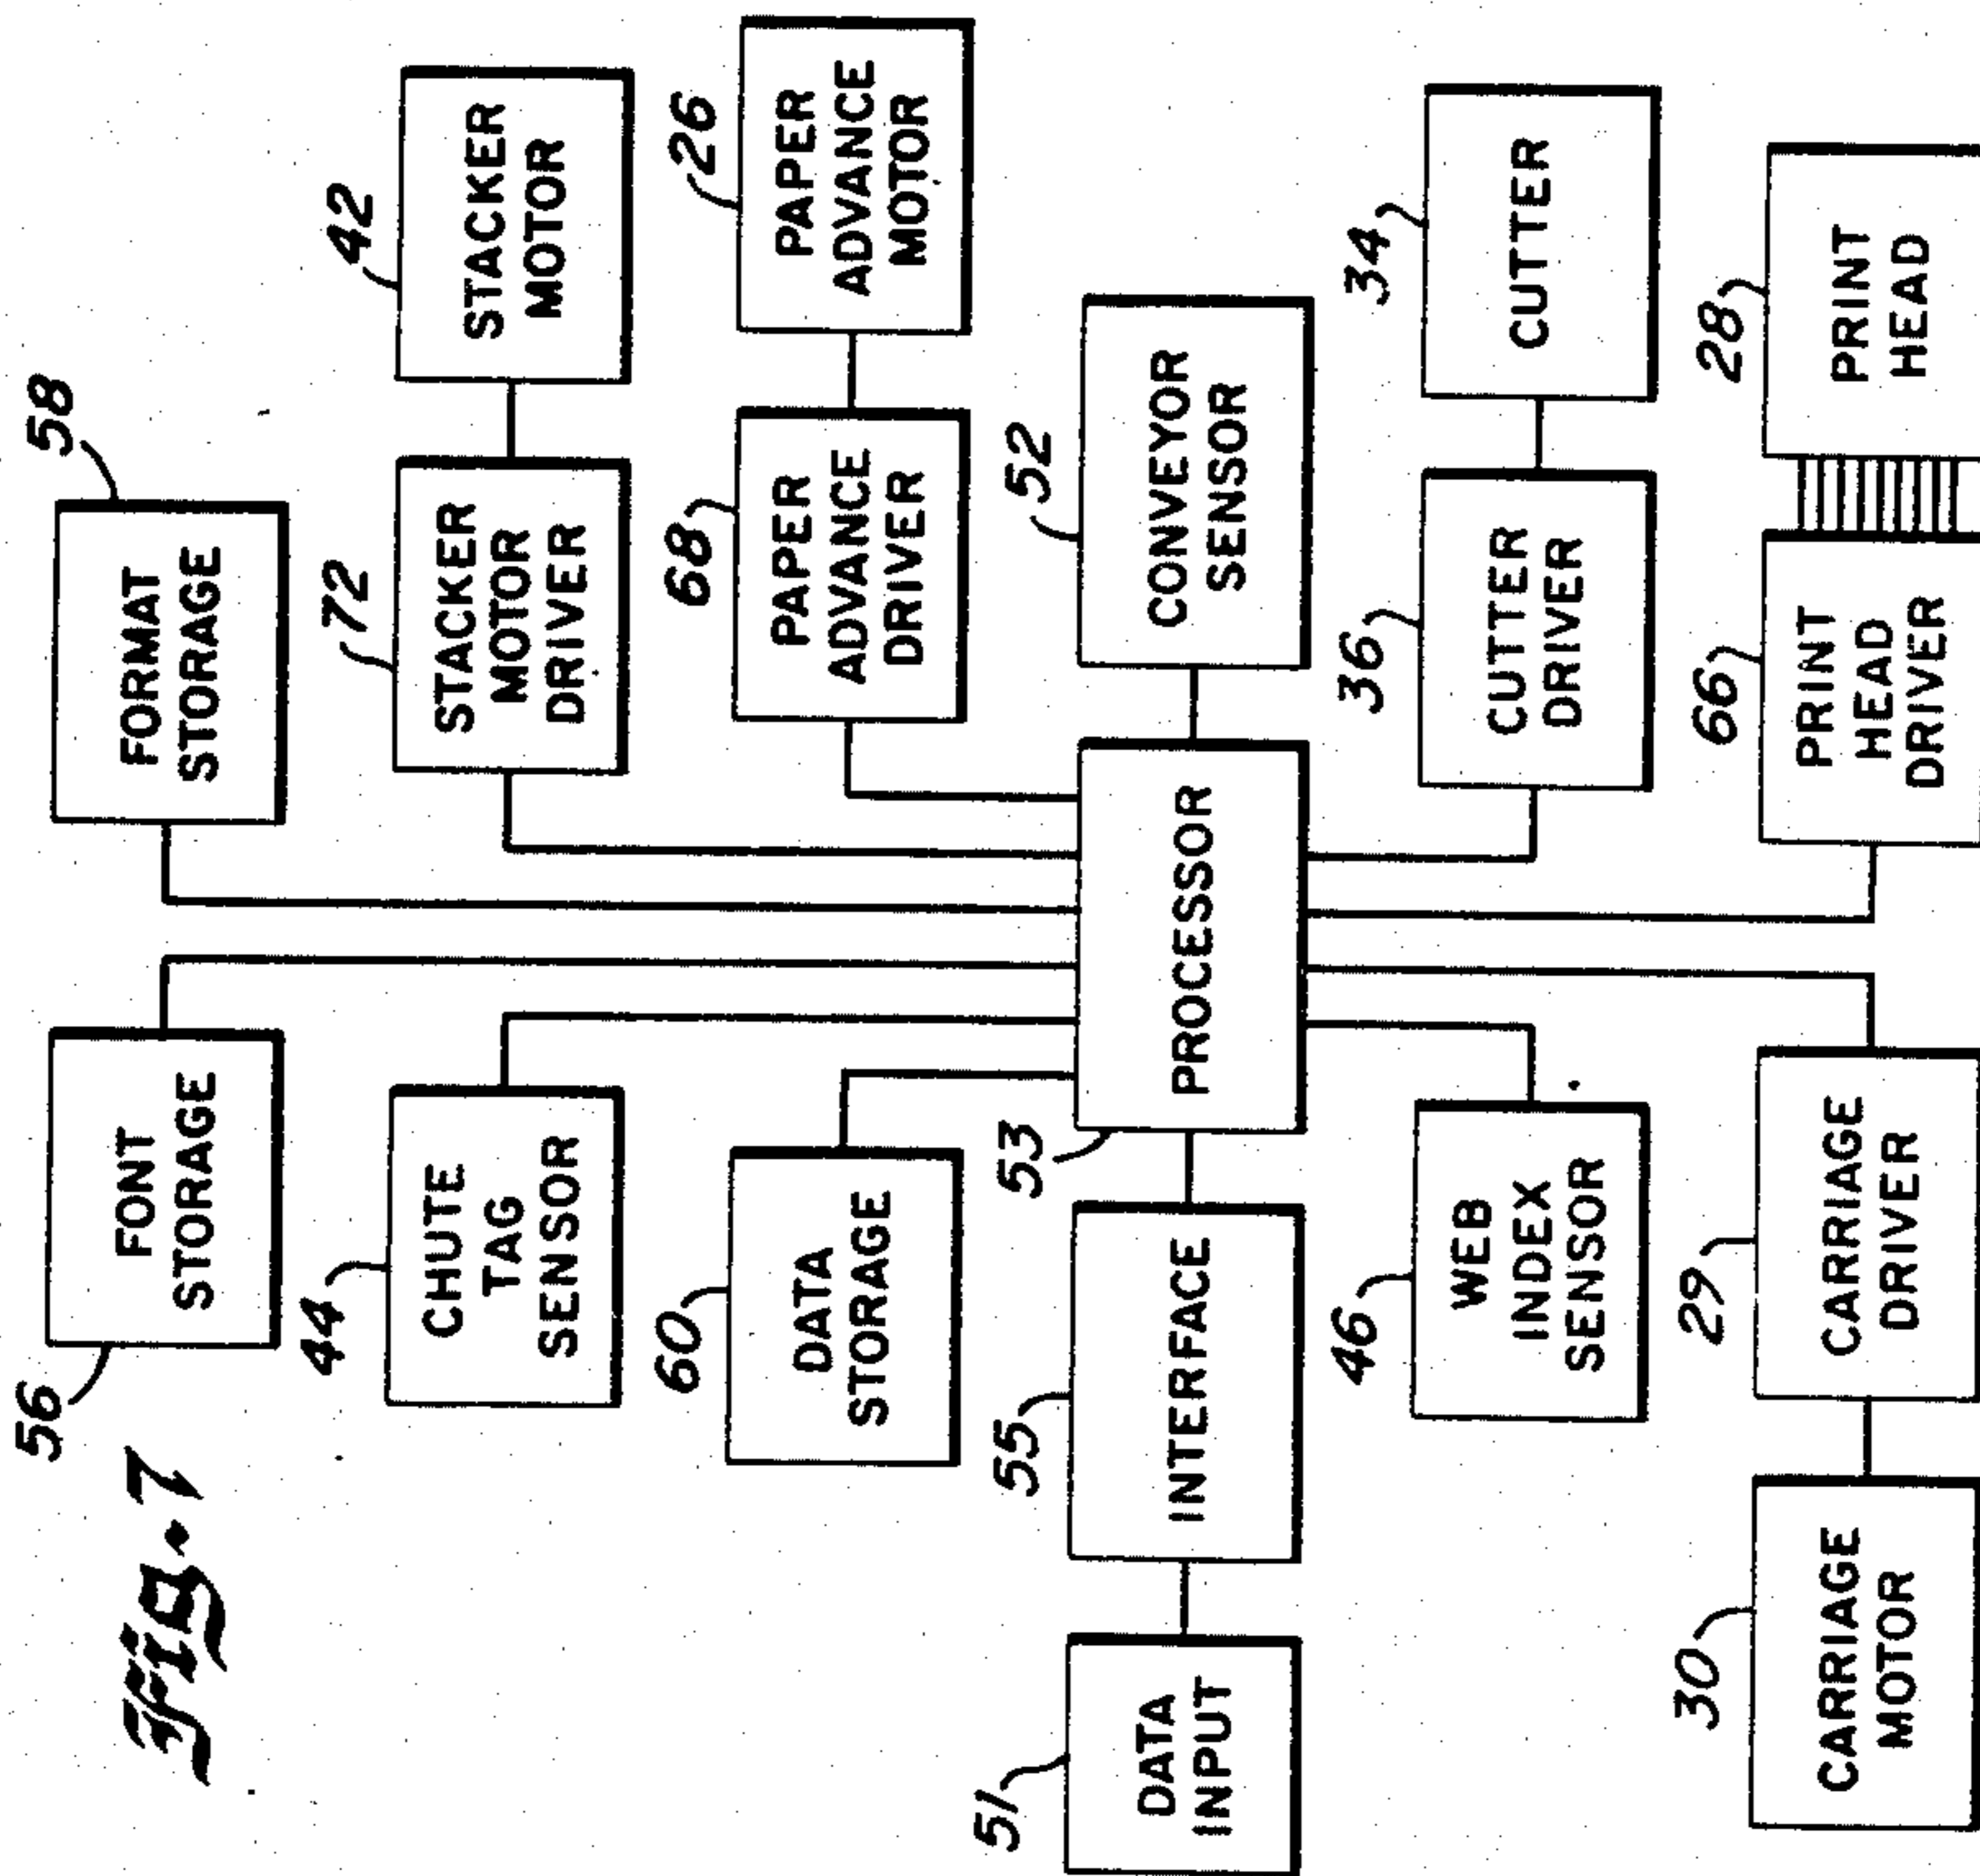 FIG. 7
56
FONT
STORAGE
58
FORMAT
STORAGE
44
CHUTE
TAG
SENSOR
72
STACKER
MOTOR
DRIVER
42
STACKER
MOTOR
60
DATA
STORAGE
68
PAPER
ADVANCE
DRIVER
26
PAPER
ADVANCE
MOTOR
51
DATA
INPUT
55
INTERFACE
53
PROCESSOR
52
CONVEYOR
SENSOR
46
WEB
INDEX
SENSOR
36
CUTTER
DRIVER
34
CUTTER
30
CARRIAGE
MOTOR
29
CARRIAGE
DRIVER
66
PRINT
HEAD
DRIVER
28
PRINT
HEAD